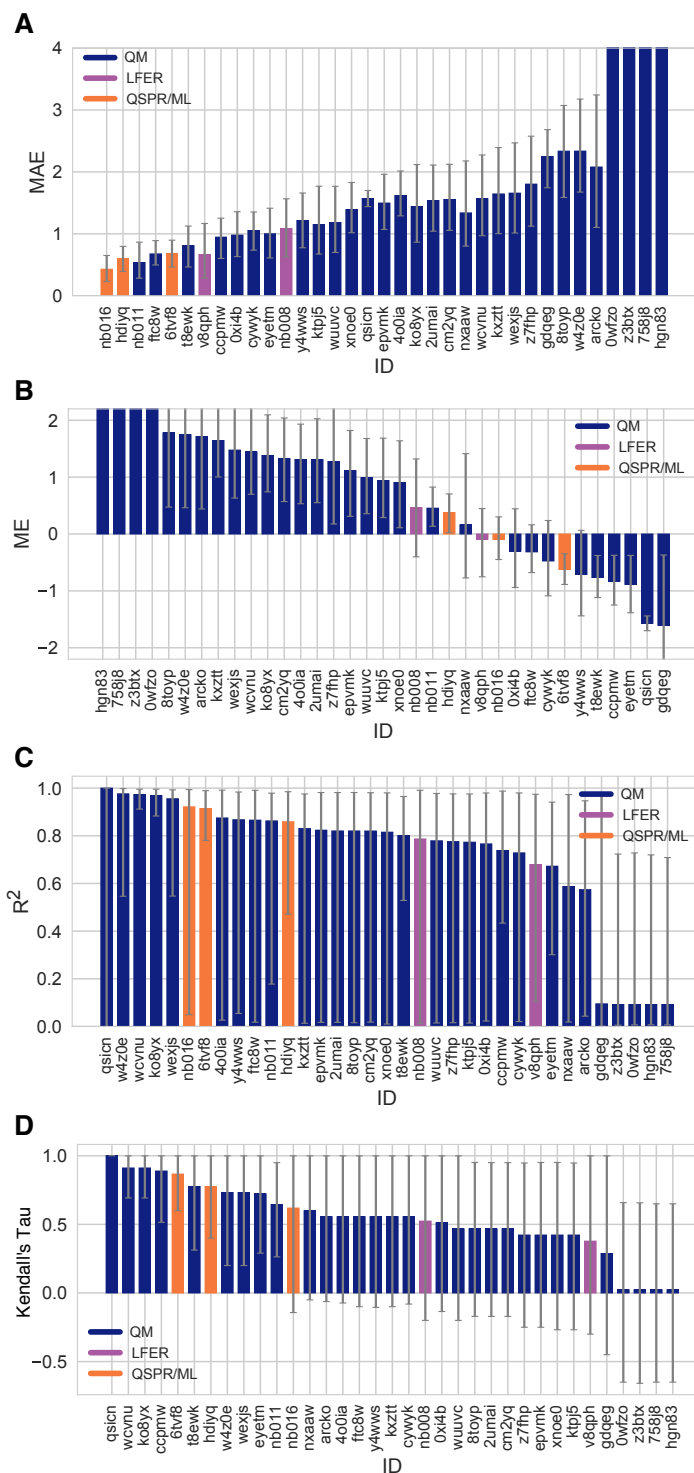 A
QM
LFER
QSPR/ML
4
3
2
1
0
MAE
nb016 hdiyq nb011 ftc8w 6tvf8 t8ewk v8qph ccpmw 0xi4b cywyk eyetm nb008 y4wws ktpj5 wuuvc xnoe0 qsicn epvmk 4o0ia ko8yx 2umai cm2yq nxaaw wcvnu kxztt wexjs z7fhp gdqeg 8toyp w4z0e arcko 0wfzo z3btx 758j8 hgn83
ID
B
QM
LFER
QSPR/ML
2
1
0
−1
−2
ME
hgn83 758j8 z3btx 0wfzo 8toyp w4z0e arcko kxztt wexjs wcvnu ko8yx cm2yq 4o0ia 2umai z7fhp epvmk wuuvc ktpj5 xnoe0 nb008 nb011 hdiyq nxaaw v8qph nb016 0xi4b ftc8w cywyk 6tvf8 y4wws t8ewk ccpmw eyetm qsicn gdqeg
ID
C
QM
LFER
QSPR/ML
1.0
0.8
0.6
0.4
0.2
0.0
R2
qsicn w4z0e wcvnu ko8yx wexjs nb016 6tvf8 4o0ia y4wws ftc8w nb011 hdiyq kxztt epvmk 2umai 8toyp cm2yq xnoe0 t8ewk nb008 wuuvc z7fhp ktpj5 0xi4b ccpmw cywyk v8qph eyetm nxaaw arcko gdqeg z3btx 0wfzo hgn83 758j8
ID
D
1.0
0.5
0.0
−0.5
Kendall's Tau
QM
LFER
QSPR/ML
qsicn wcvnu ko8yx ccpmw 6tvf8 t8ewk hdiyq w4z0e wexjs eyetm nb011 nb016 nxaaw arcko 4o0ia ftc8w y4wws kxztt cywyk nb008 0xi4b wuuvc 8toyp 2umai cm2yq z7fhp epvmk xnoe0 ktpj5 v8qph gdqeg 0wfzo z3btx 758j8 hgn83
ID